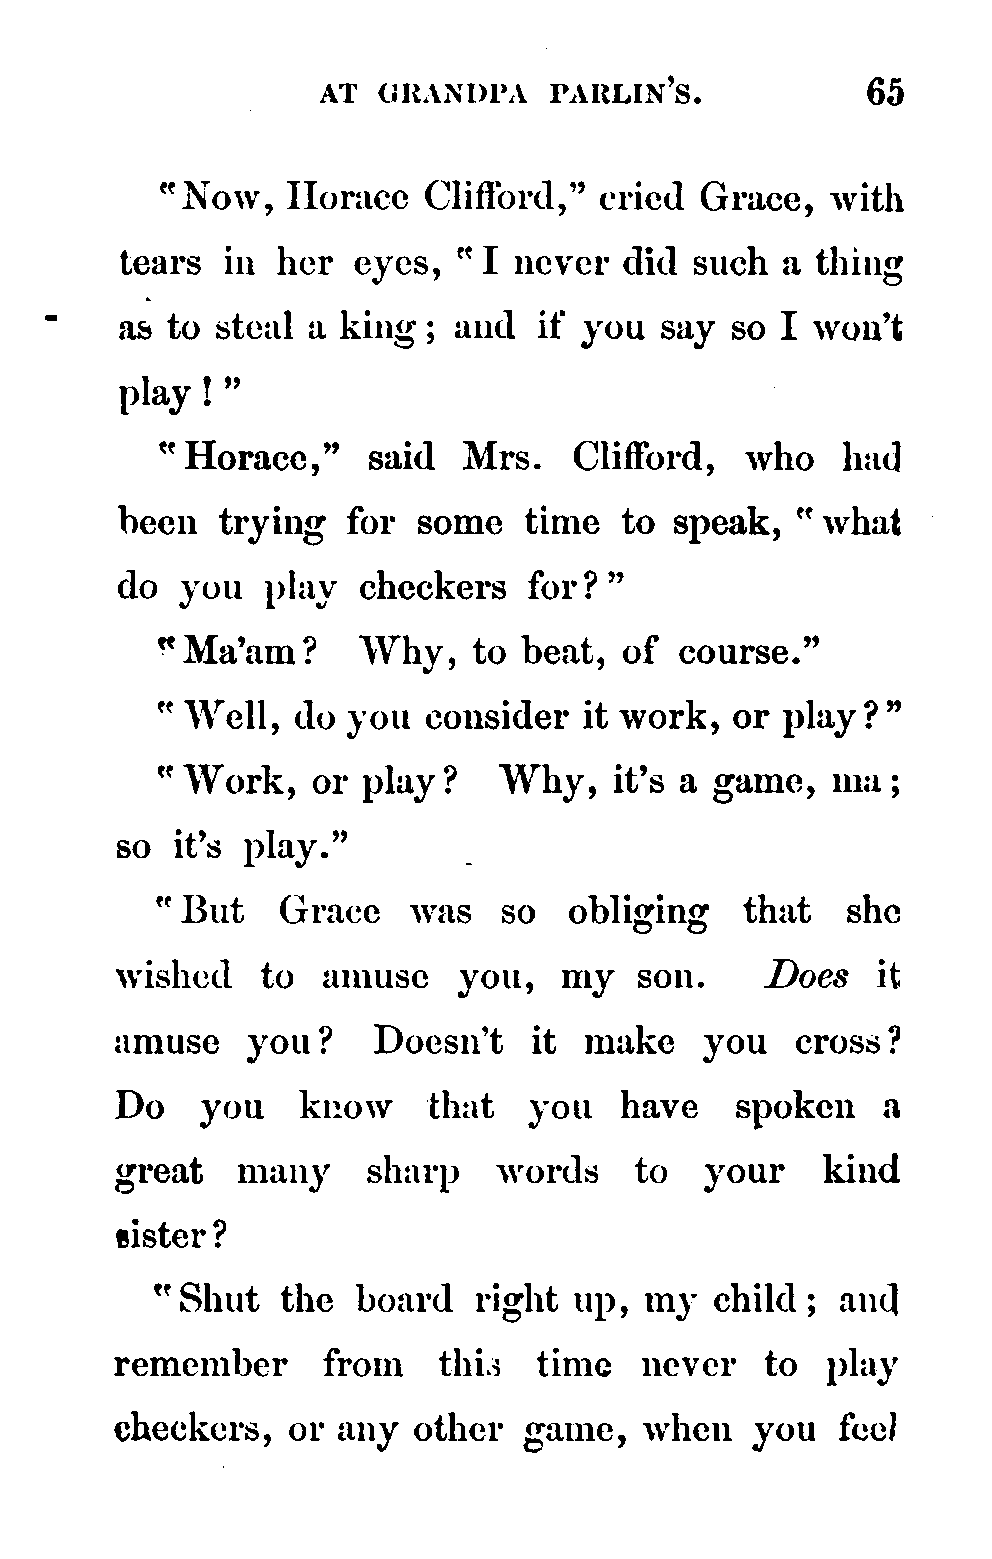 AT GRANDPA PARLIN'S. 65
"Now, Horace Clifford," cried Grace, with
tears in her eyes, "I never did such a thing
as to steal a king; and if you say so I won't
play!"
"Horace," said Mrs. Clifford, who had
been trying for some time to speak, "what
do you play checkers for?"
"Ma'am? Why, to beat, of course."
"Well, do you consider it work, or play?"
"Work, or play? Why, it's a game, ma;
so it's play."
"But Grace was so obliging that she
wished to amuse you, my son. Does it
amuse you? Doesn't it make you cross?
Do you know that you have spoken a
great many sharp words to your kind
sister?
"Shut the board right up, my child; and
remember from this time never to play
checkers, or any other game, when you feel